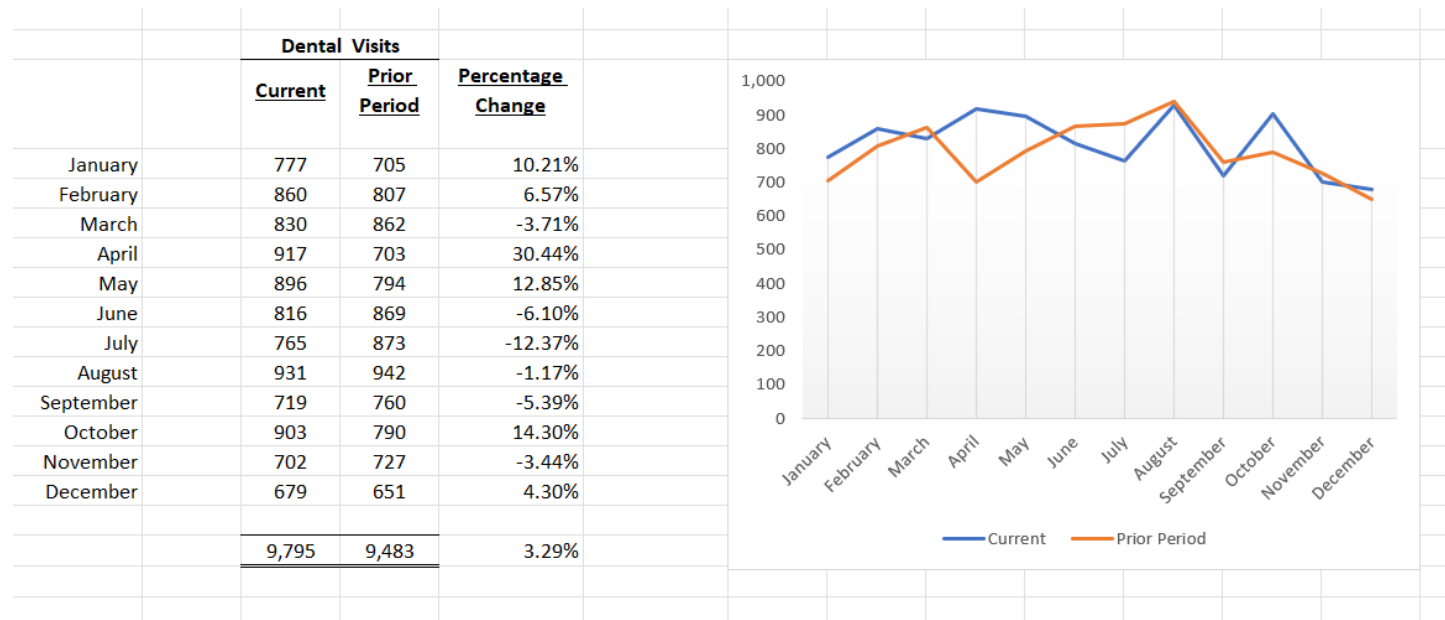 Dental Visits
Current Prior Period Percentage Change
January 777 705 10.21%
February 860 807 6.57%
March 830 862 -3.71%
April 917 703 30.44%
May 896 794 12.85%
June 816 869 -6.10%
July 765 873 -12.37%
August 931 942 -1.17%
September 719 760 -5.39%
October 903 790 14.30%
November 702 727 -3.44%
December 679 651 4.30%
9,795 9,483 3.29%
1,000
900
800
700
600
500
400
300
200
100
0
January February March April May June July August September October November December
Current Prior Period